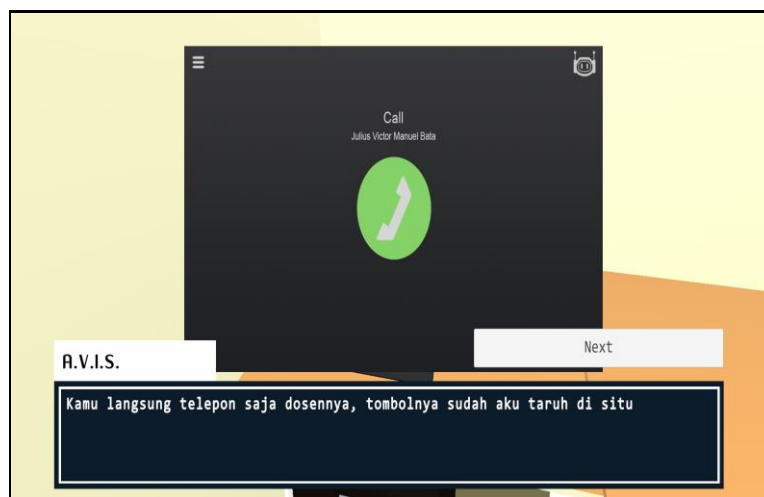 Call
Julius Victor Manuel Bata
Next
A.V.I.S.
Kamu langsung telepon saja dosennya, tombolnya sudah aku taruh di situ